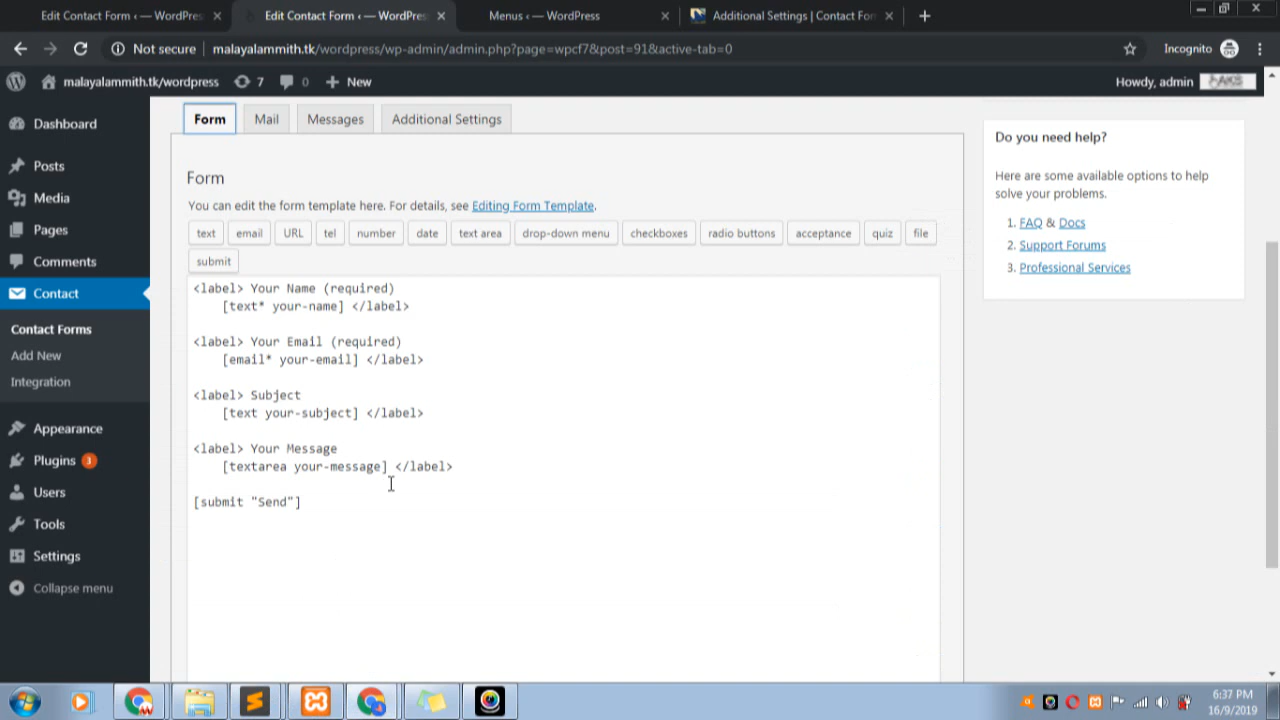 Edit Contact Form ‹ — WordPres
Edit Contact Form ‹ — WordPres
Menus ‹ — WordPress
Additional Settings | Contact For
Not secure
malayalammith.tk/wordpress/wp-admin/admin.php?page=wpcf7&post=91&active-tab=0
Incognito
malayalammith.tk/wordpress
7
0
New
Howdy, admin
Dashboard
Posts
Media
Pages
Comments
Contact
Contact Forms
Add New
Integration
Appearance
Plugins 3
Users
Tools
Settings
Collapse menu
Form
Mail
Messages
Additional Settings
Form
You can edit the form template here. For details, see Editing Form Template.
text
email
URL
tel
number
date
text area
drop-down menu
checkboxes
radio buttons
acceptance
quiz
file
submit
<label> Your Name (required)
[text* your-name] </label>
<label> Your Email (required)
[email* your-email] </label>
<label> Subject
[text your-subject] </label>
<label> Your Message
[textarea your-message] </label>
[submit "Send"]
Do you need help?
Here are some available options to help
solve your problems.
1. FAQ & Docs
2. Support Forums
3. Professional Services
6:37 PM
16/9/2019